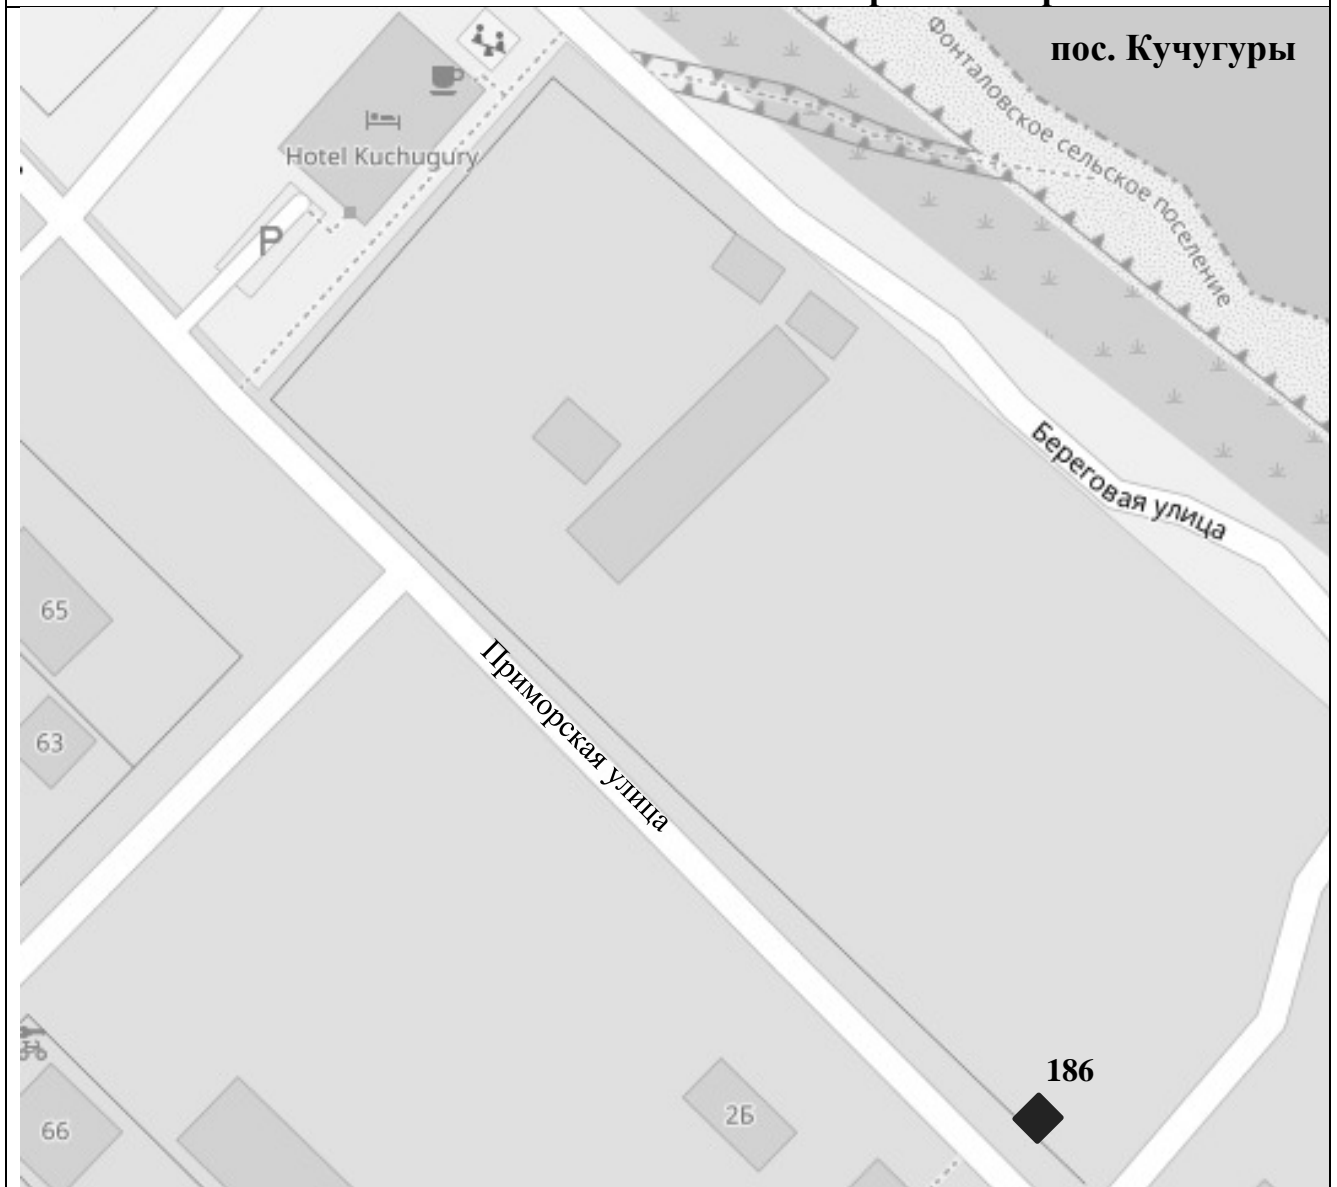 пос. Кучугуры
Фонталовское сельское поселение
Hotel Kuchugury
P
Береговая улица
65
Приморская улица
63
186
2Б
66